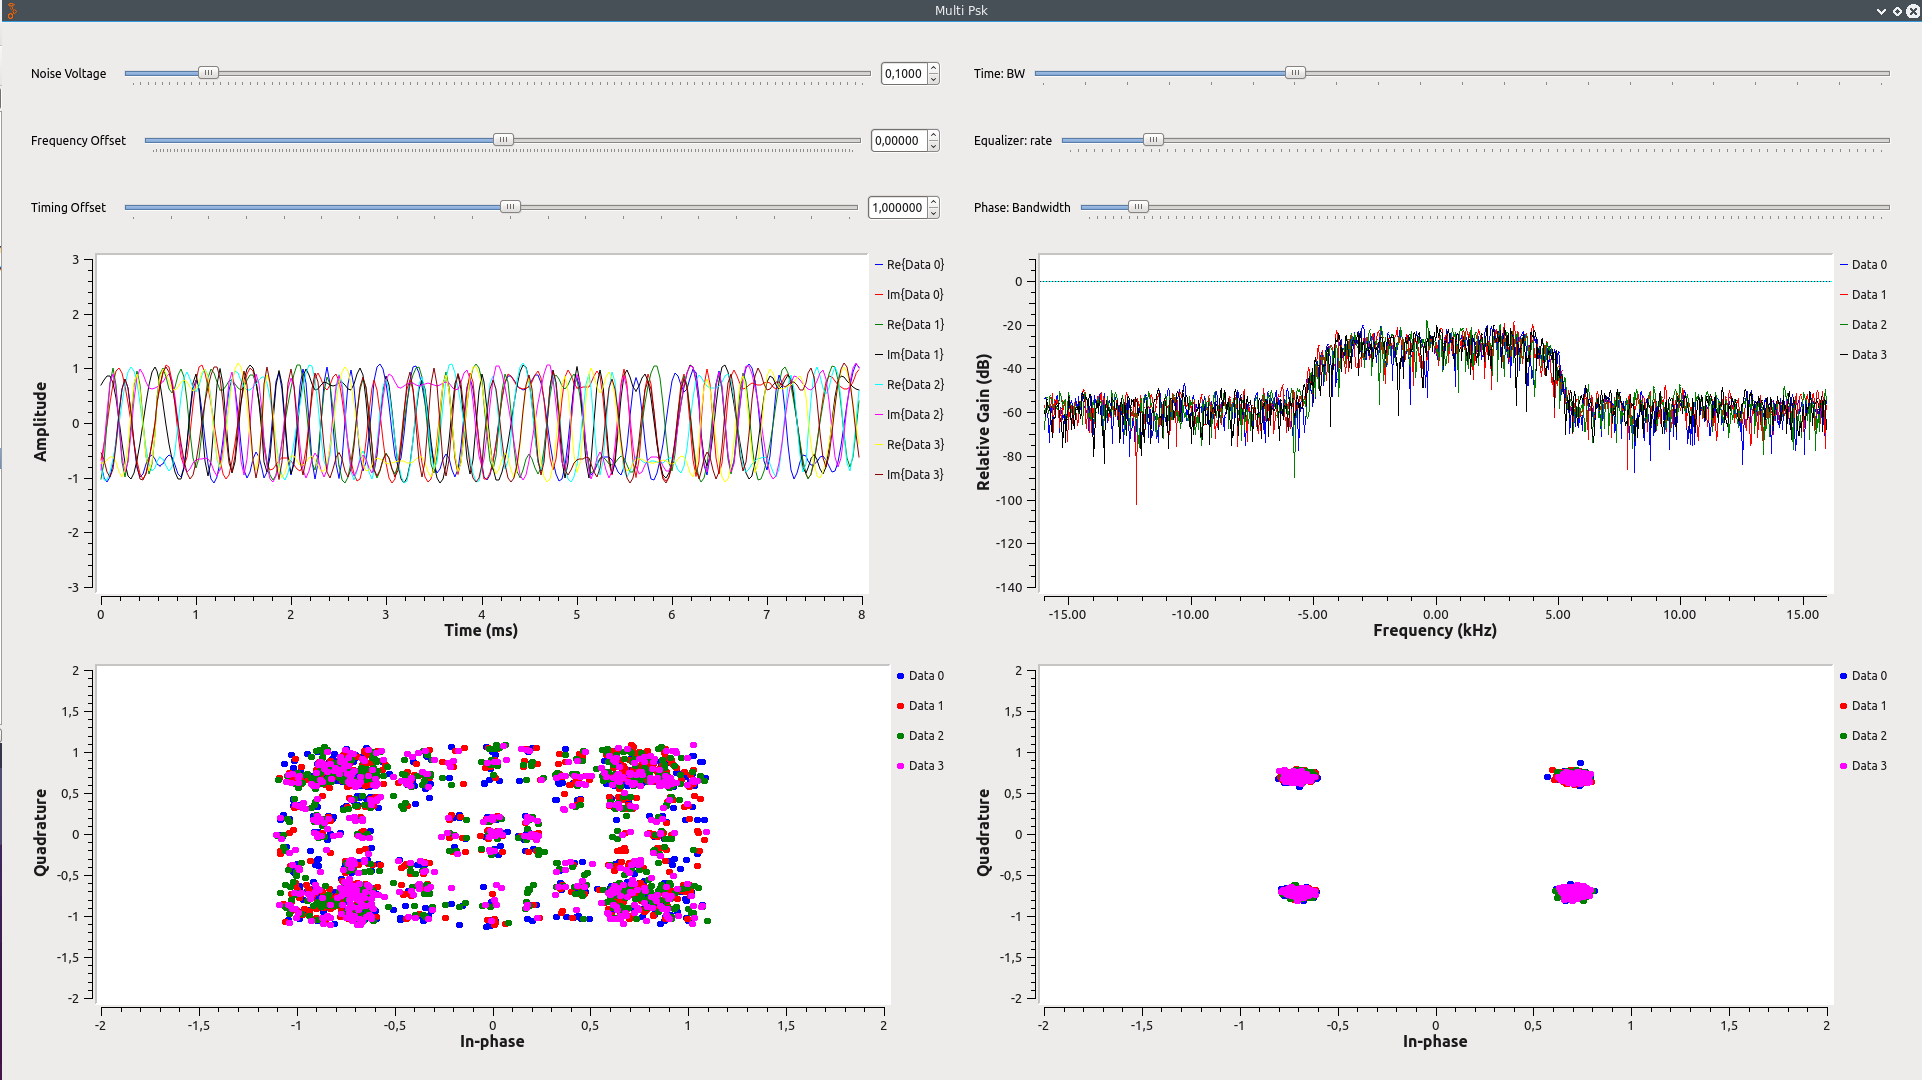 Multi Psk
Noise Voltage
0,1000
Time: BW
Frequency Offset
0,00000
Equalizer: rate
Timing Offset
1,000000
Phase: Bandwidth
3
2
1
0
-1
-2
-3
Amplitude
0 1 2 3 4 5 6 7 8
Time (ms)
Re{Data 0}
Im{Data 0}
Re{Data 1}
Im{Data 1}
Re{Data 2}
Im{Data 2}
Re{Data 3}
Im{Data 3}
0
-20
-40
-60
-80
-100
-120
-140
Relative Gain (dB)
-15.00 -10.00 -5.00 0.00 5.00 10.00 15.00
Frequency (kHz)
Data 0
Data 1
Data 2
Data 3
2
1,5
1
0,5
0
-0,5
-1
-1,5
-2
Quadrature
-2 -1,5 -1 -0,5 0 0,5 1 1,5 2
In-phase
Data 0
Data 1
Data 2
Data 3
2
1,5
1
0,5
0
-0,5
-1
-1,5
-2
Quadrature
-2 -1,5 -1 -0,5 0 0,5 1 1,5 2
In-phase
Data 0
Data 1
Data 2
Data 3